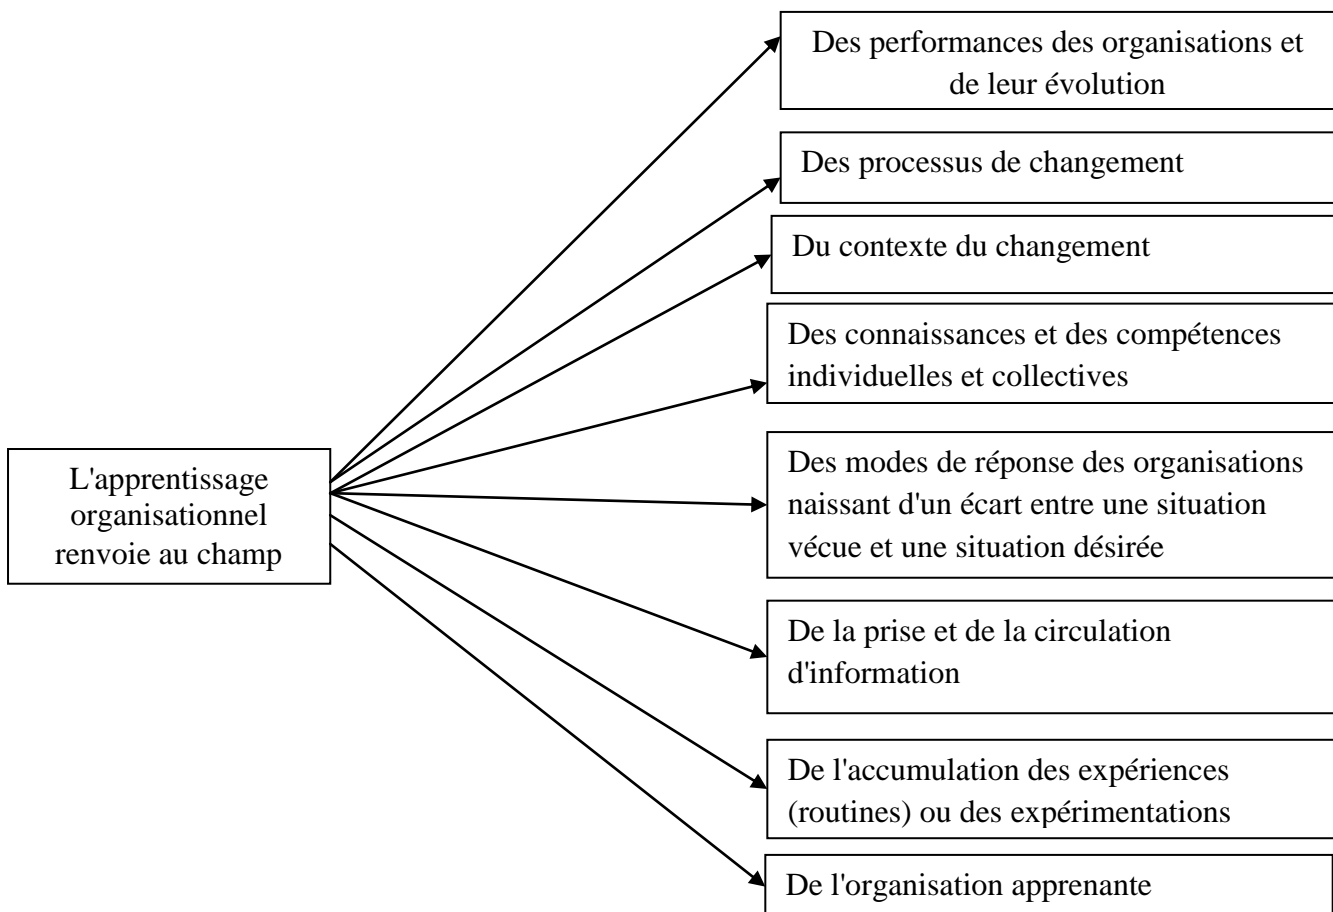 Des performances des organisations et
de leur évolution
Des processus de changement
Du contexte du changement
Des connaissances et des compétences
individuelles et collectives
L'apprentissage
organisationnel
renvoie au champ
Des modes de réponse des organisations
naissant d'un écart entre une situation
vécue et une situation désirée
De la prise et de la circulation
d'information
De l'accumulation des expériences
(routines) ou des expérimentations
De l'organisation apprenante